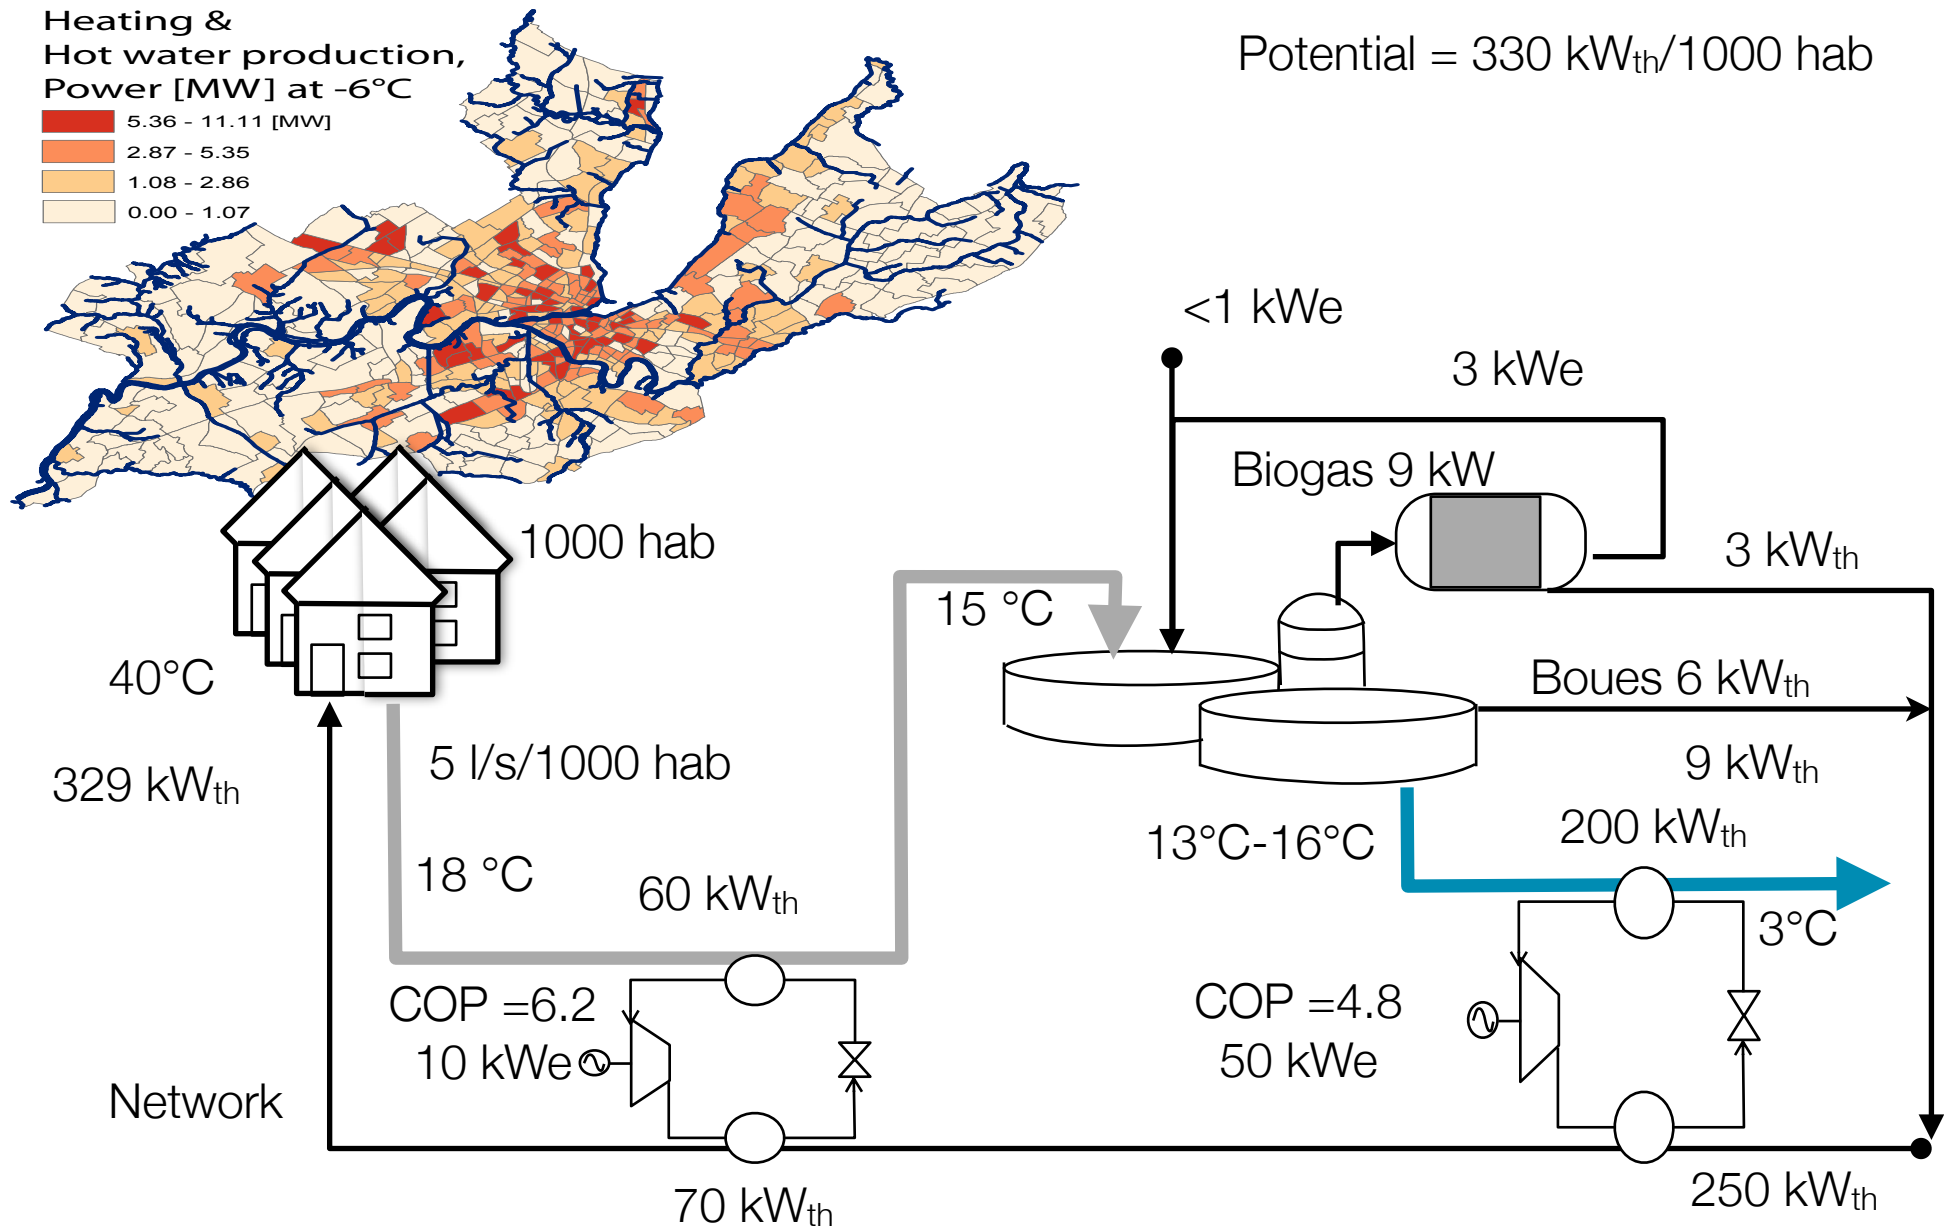 Heating &
Hot water production,
Power [MW] at -6°C
5.36 - 11.11 [MW]
2.87 - 5.35
1.08 - 2.86
0.00 - 1.07
Potential = 330 kWth/1000 hab
<1 kWe
3 kWe
Biogas 9 kW
3 kWth
1000 hab
15 °C
40°C
Boues 6 kWth
329 kWth
5 l/s/1000 hab
9 kWth
13°C-16°C
200 kWth
18 °C
60 kWth
3°C
COP =6.2
10 kWe
COP =4.8
50 kWe
Network
70 kWth
250 kWth